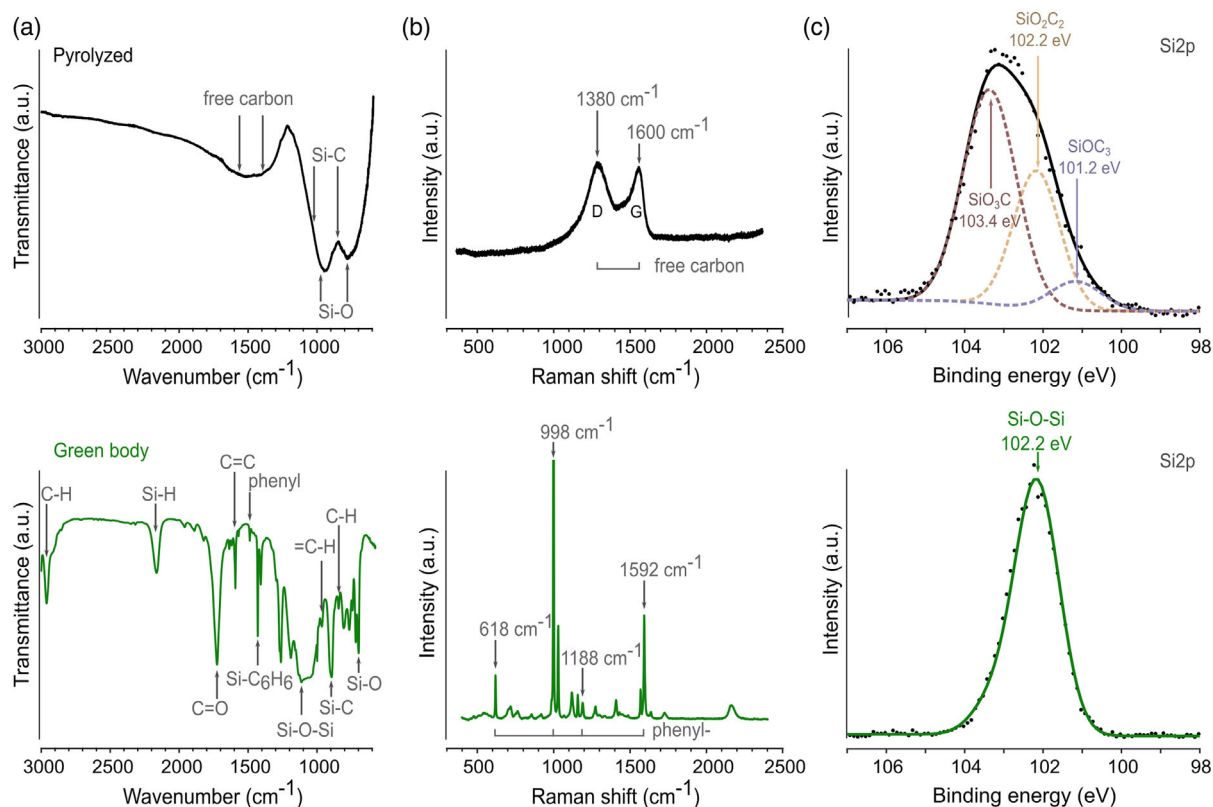 (a)
Pyrolyzed
free carbon
Si-C
Si-O
Transmittance (a.u.)
3000 2500 2000 1500 1000
Wavenumber (cm⁻¹)
(b)
1380 cm⁻¹
1600 cm⁻¹
D
G
free carbon
Intensity (a.u.)
500 1000 1500 2000 2500
Raman shift (cm⁻¹)
(c)
SiO₂C₂
102.2 eV
Si2p
SiOC₃
101.2 eV
SiO₃C
103.4 eV
Intensity (a.u.)
106 104 102 100 98
Binding energy (eV)
Green body
C-H
Si-H
C=C
phenyl
=C-H
C-H
C=O
Si-C₆H₆
Si-O-Si
Si-C
Si-O
Transmittance (a.u.)
3000 2500 2000 1500 1000
Wavenumber (cm⁻¹)
998 cm⁻¹
1592 cm⁻¹
618 cm⁻¹
1188 cm⁻¹
phenyl-
Intensity (a.u.)
500 1000 1500 2000 2500
Raman shift (cm⁻¹)
Si-O-Si
102.2 eV
Si2p
Intensity (a.u.)
106 104 102 100 98
Binding energy (eV)